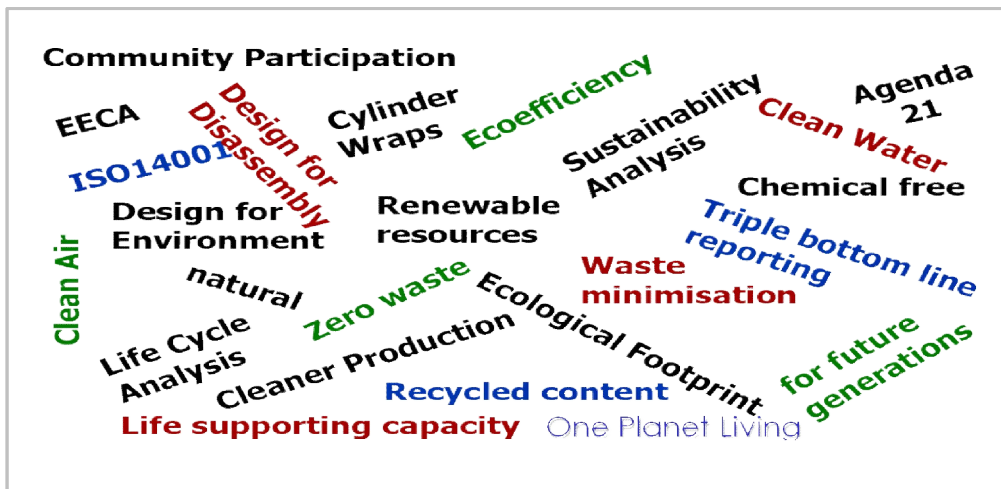 Community Participation
EECA
Design for
Disassembly
Cylinder
Wraps
Ecoefficiency
Sustainability
Analysis
Agenda
21
Clean Water
ISO14001
Chemical free
Design for
Environment
Renewable
resources
Triple bottom line
reporting
Clean Air
natural
Zero waste
Waste
minimisation
Ecological Footprint
Life Cycle
Analysis
Cleaner Production
for future
generations
Recycled content
Life supporting capacity
One Planet Living